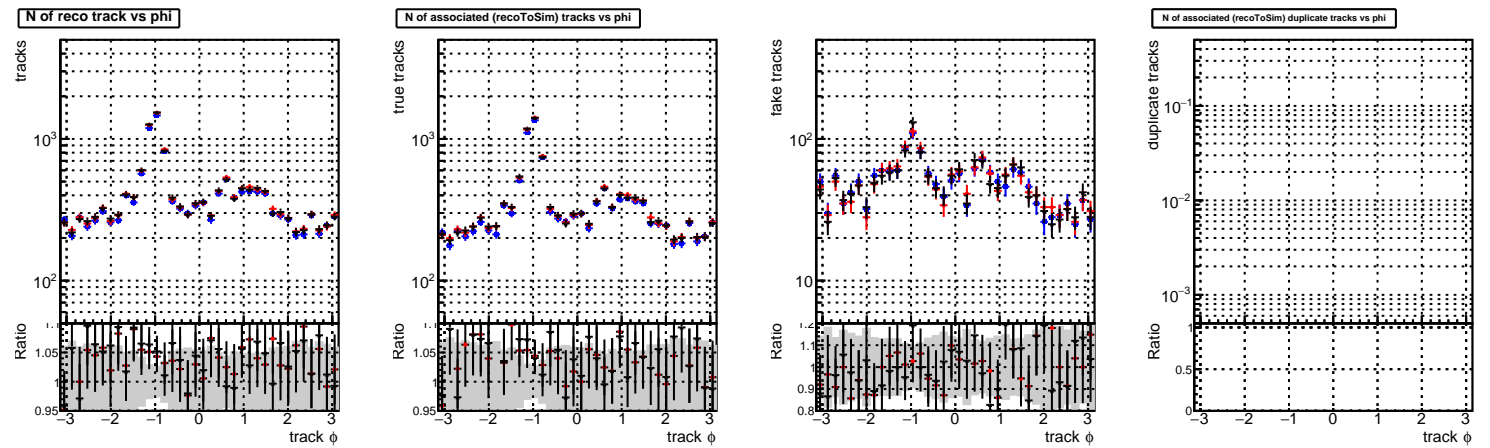 N of reco track vs phi
tracks
10³
10²
Ratio
1.1
1.05
1
0.95
−3 −2 −1 0 1 2 3
track ϕ
N of associated (recoToSim) tracks vs phi
true tracks
10³
10²
Ratio
1.1
1.05
1
0.95
−3 −2 −1 0 1 2 3
track ϕ
fake tracks
10²
10
Ratio
1.2
1.1
1
0.9
0.8
−3 −2 −1 0 1 2 3
track ϕ
N of associated (recoToSim) duplicate tracks vs phi
duplicate tracks
10⁻¹
10⁻²
10⁻³
Ratio
1
0.5
0
−3 −2 −1 0 1 2 3
track ϕ